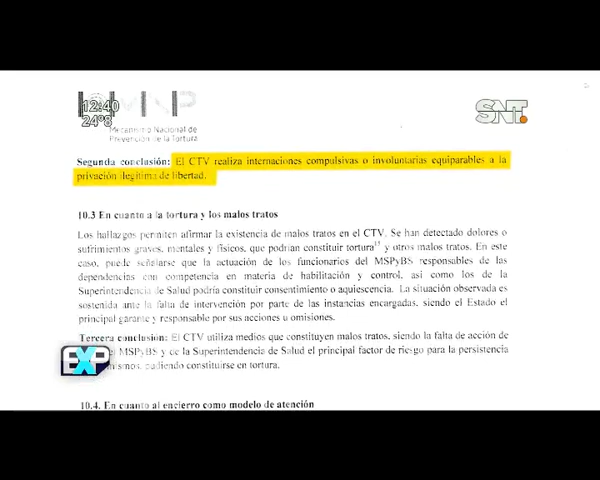 MNP
12:40
24°8
Mecanismo Nacional de
Prevención de la Tortura
SNT.
Segunda conclusión: El CTV realiza internaciones compulsivas o involuntarias equiparables a la
privación ilegítima de libertad.
10.3 En cuanto a la tortura y los malos tratos
Los hallazgos permiten afirmar la existencia de malos tratos en el CTV. Se han detectado dolores o
sufrimientos graves, mentales y físicos, que podrían constituir tortura y otros malos tratos. En este
caso, puede señalarse que la actuación de los funcionarios del MSPyBS responsables de las
dependencias con competencia en materia de habilitación y control, así como los de la
Superintendencia de Salud podría constituir consentimiento o aquiescencia. La situación observada es
sostenida ante la falta de intervención por parte de las instancias encargadas, siendo el Estado el
principal garante y responsable por sus acciones u omisiones.
Tercera conclusión: El CTV utiliza medios que constituyen malos tratos, siendo la falta de acción de
MSPyBS y de la Superintendencia de Salud el principal factor de riesgo para la persistencia
mismos, pudiendo constituirse en tortura.
EXP
10.4. En cuanto al encierro como modelo de atención